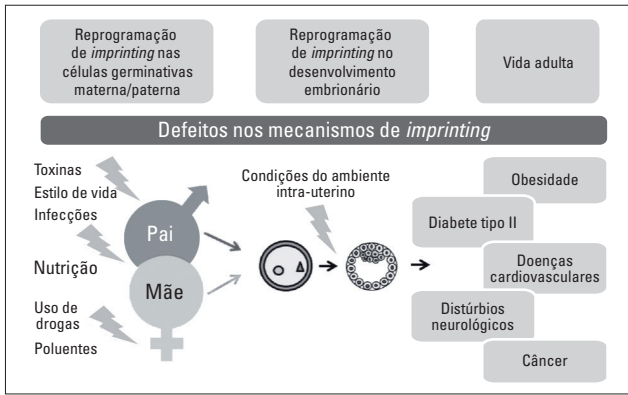 Reprogramação
de imprinting nas
células germinativas
materna/paterna
Reprogramação
de imprinting no
desenvolvimento
embrionário
Vida adulta
Defeitos nos mecanismos de imprinting
Toxinas
Estilo de vida
Infecções
Nutrição
Uso de
drogas
Poluentes
Pai
Mãe
Condições do ambiente
intra-uterino
Obesidade
Diabete tipo II
Doenças
cardiovasculares
Distúrbios
neurológicos
Câncer